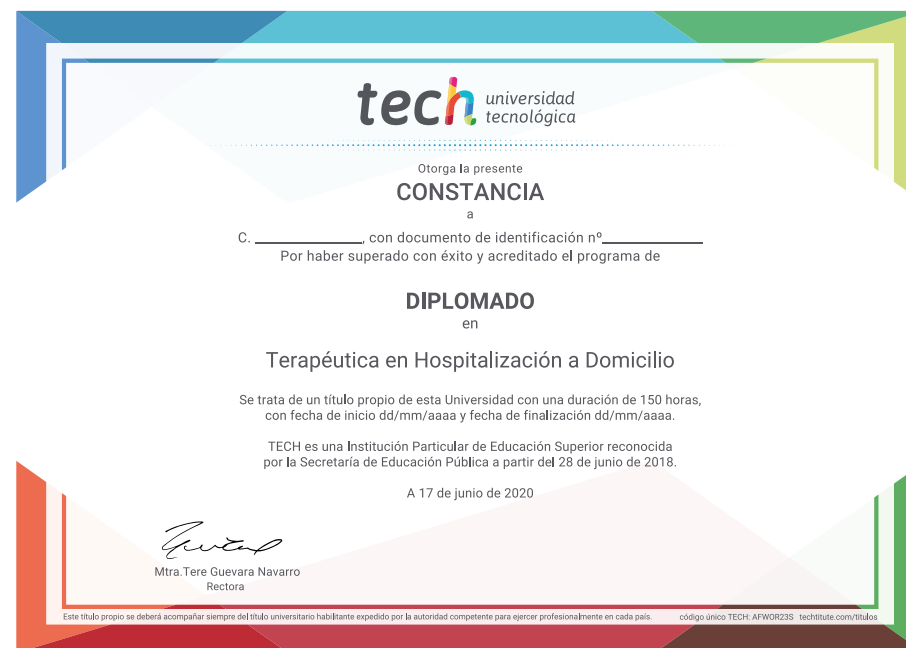 tech universidad
tecnológica
Otorga la presente
CONSTANCIA
a
C. ____________, con documento de identificación nº____________
Por haber superado con éxito y acreditado el programa de
DIPLOMADO
en
Terapéutica en Hospitalización a Domicilio
Se trata de un título propio de esta Universidad con una duración de 150 horas,
con fecha de inicio dd/mm/aaaa y fecha de finalización dd/mm/aaaa.
TECH es una Institución Particular de Educación Superior reconocida
por la Secretaría de Educación Pública a partir del 28 de junio de 2018.
A 17 de junio de 2020
Mtra.Tere Guevara Navarro
Rectora
Este título propio se deberá acompañar siempre del título universitario habilitante expedido por la autoridad competente para ejercer profesionalmente en cada país. código único TECH: AFWOR23S techtitute.com/titulos